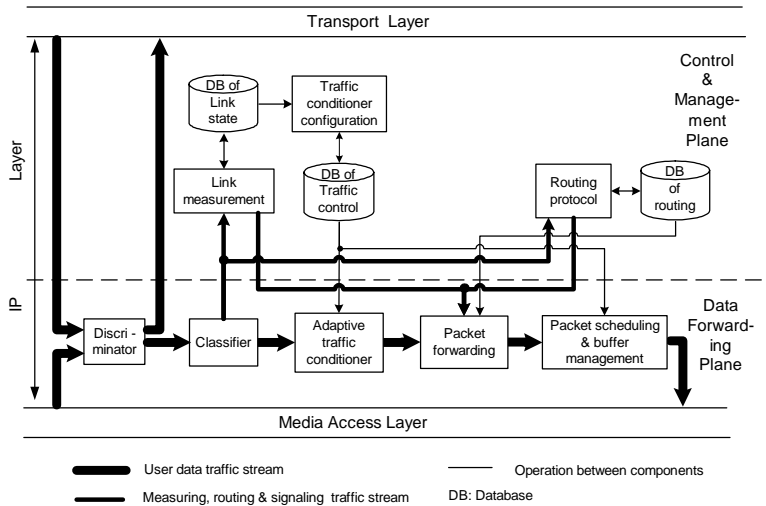 Transport Layer
Control
&
Manage-
ment
Plane
DB of
Link
state
Traffic
conditioner
configuration
Layer
Link
measurement
DB of
Traffic
control
Routing
protocol
DB
of
routing
IP
Discri -
minator
Classifier
Adaptive
traffic
conditioner
Packet
forwarding
Packet scheduling
& buffer
management
Data
Forward-
ing
Plane
Media Access Layer
User data traffic stream
Operation between components
Measuring, routing & signaling traffic stream
DB: Database